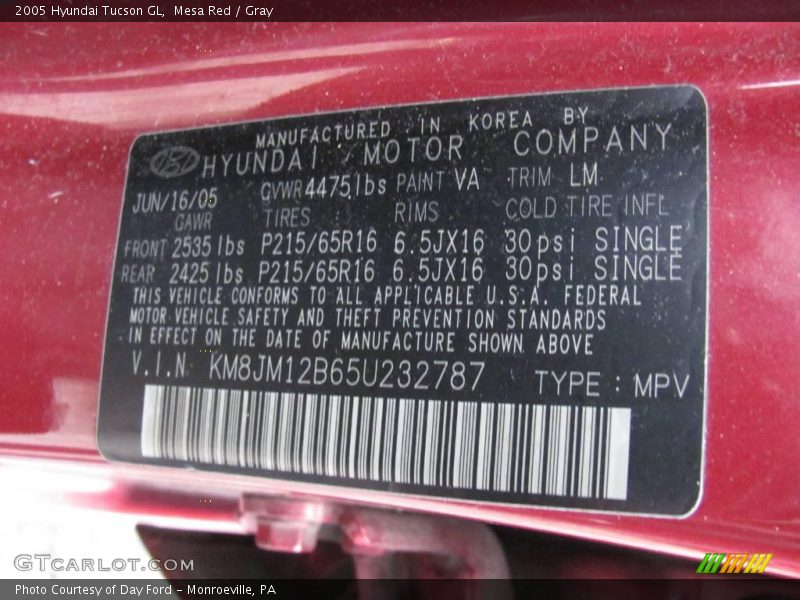 2005 Hyundai Tucson GL,  Mesa Red / Gray
MANUFACTURED IN KOREA BY
HYUNDAI MOTOR COMPANY
JUN/16/05 GVWR 4475lbs PAINT VA TRIM LM
GAWR TIRES RIMS COLD TIRE INFL
FRONT 2535 lbs P215/65R16 6.5JX16 30psi SINGLE
REAR 2425 lbs P215/65R16 6.5JX16 30psi SINGLE
THIS VEHICLE CONFORMS TO ALL APPLICABLE U.S.A. FEDERAL
MOTOR VEHICLE SAFETY AND THEFT PREVENTION STANDARDS
IN EFFECT ON THE DATE OF MANUFACTURE SHOWN ABOVE
V.I.N KM8JM12B65U232787 TYPE : MPV
GTcarlot.com
Photo Courtesy of Day Ford – Monroeville, PA